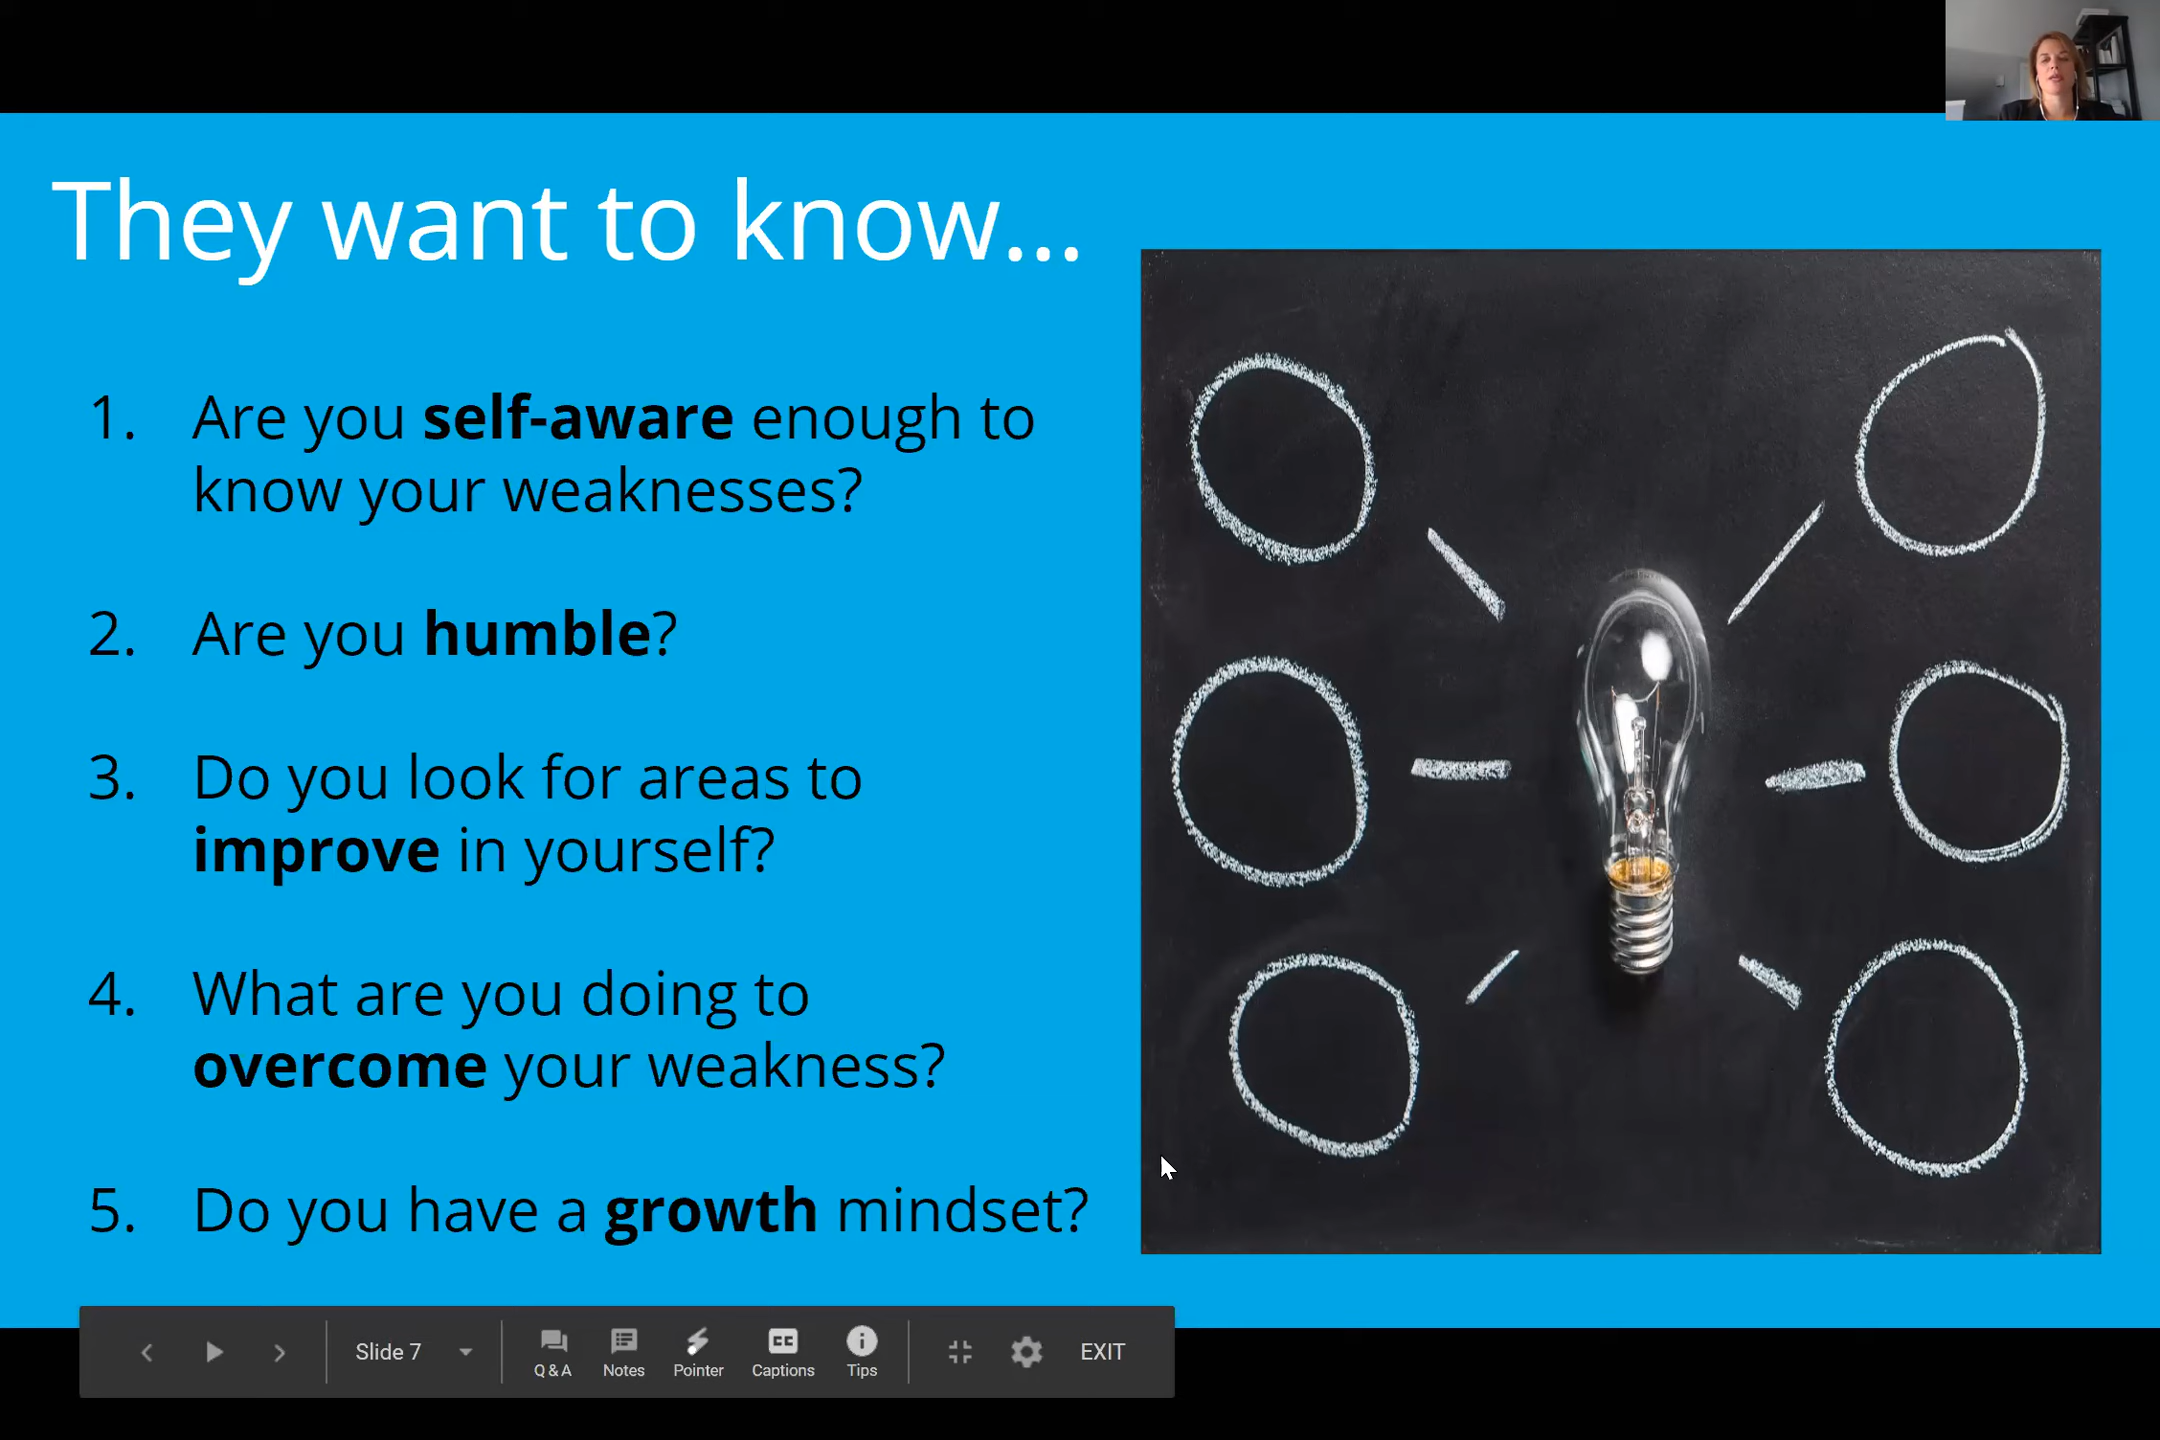 They want to know...
1. Are you self-aware enough to
know your weaknesses?
2. Are you humble?
3. Do you look for areas to
improve in yourself?
4. What are you doing to
overcome your weakness?
5. Do you have a growth mindset?
Slide 7
Q & A
Notes
Pointer
CC
Captions
Tips
EXIT